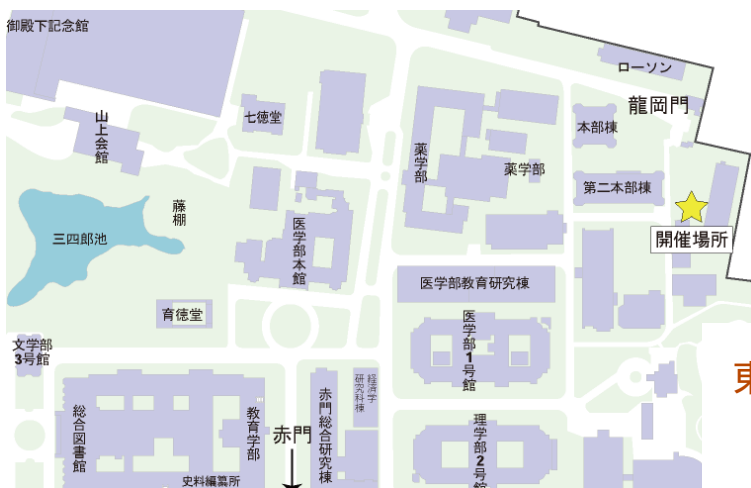 御殿下記念館
ローソン
龍岡門
山上会館
七徳堂
本部棟
薬学部
薬学部
第二本部棟
藤棚
医学部本館
三四郎池
開催場所
医学部教育研究棟
育徳堂
医学部1号館
文学部
3号館
経済学
研究科棟
赤門総合研究棟
総合図書館
教育学部
赤門
理学部2号館
史料編纂所
東